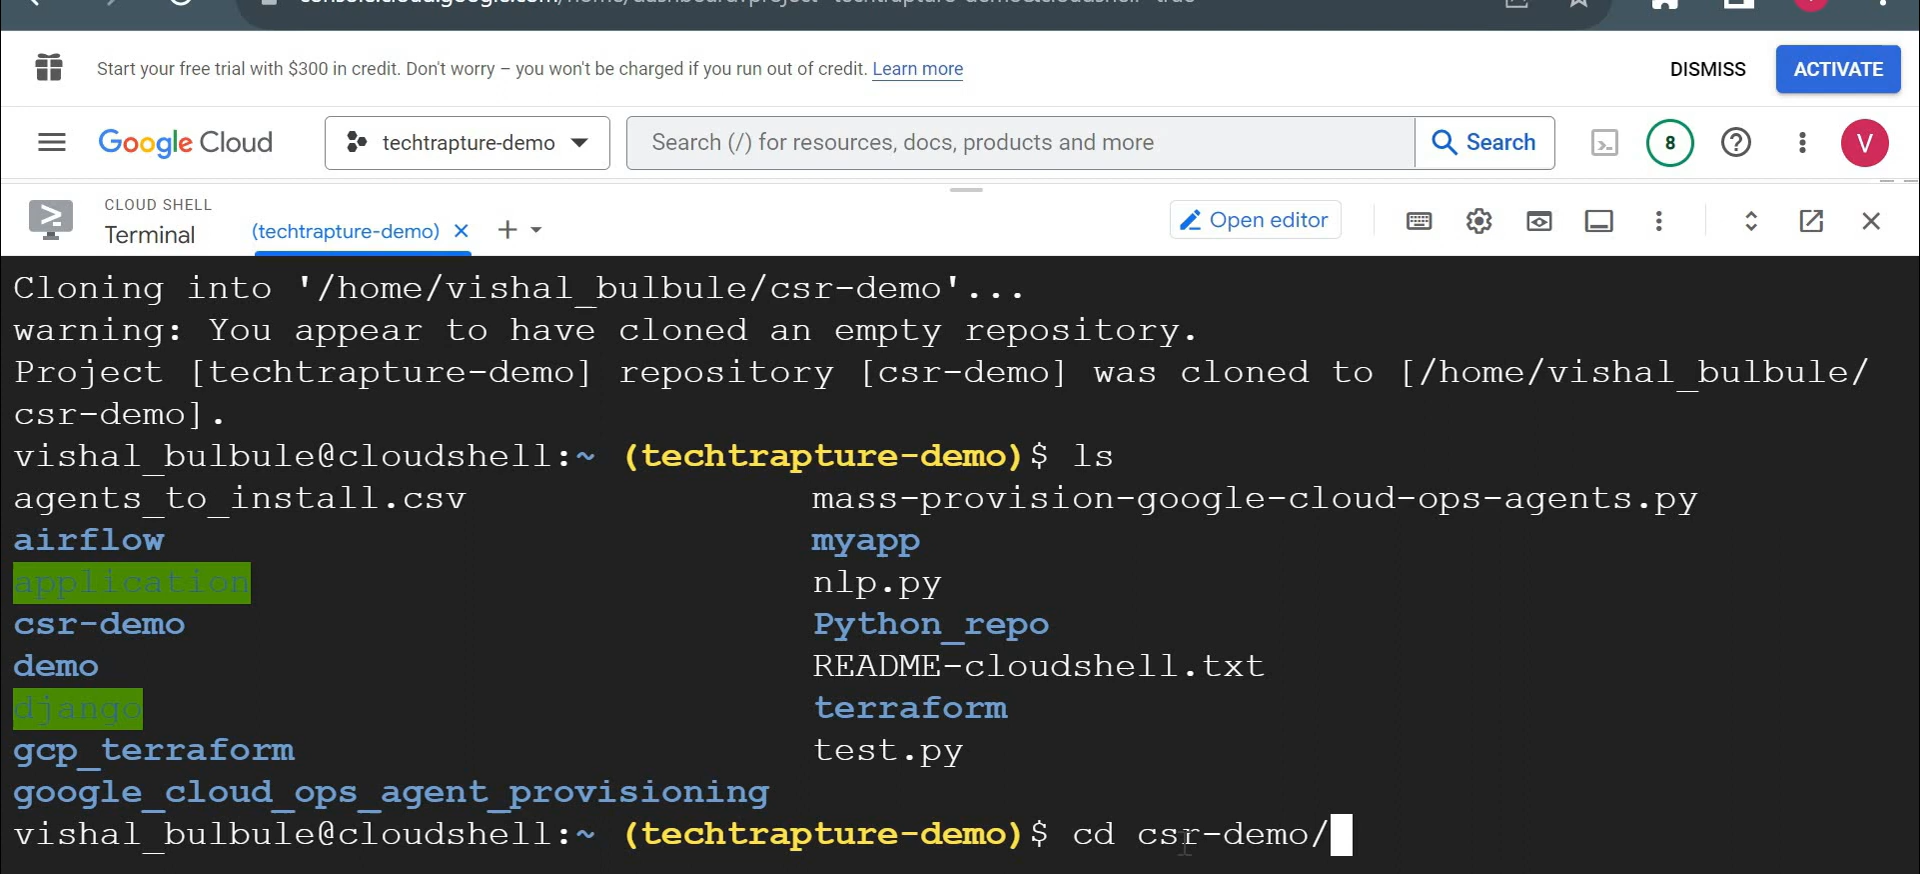 Start your free trial with $300 in credit. Don't worry – you won't be charged if you run out of credit. Learn more
DISMISS
ACTIVATE
Google Cloud
techtrapture-demo
Search (/) for resources, docs, products and more
Search
8
V
CLOUD SHELL
Terminal
(techtrapture-demo)
Open editor
Cloning into '/home/vishal_bulbule/csr-demo'...
warning: You appear to have cloned an empty repository.
Project [techtrapture-demo] repository [csr-demo] was cloned to [/home/vishal_bulbule/
csr-demo].
vishal_bulbule@cloudshell:~ (techtrapture-demo)$ ls
agents_to_install.csv mass-provision-google-cloud-ops-agents.py
airflow myapp
application nlp.py
csr-demo Python_repo
demo README-cloudshell.txt
django terraform
gcp_terraform test.py
google_cloud_ops_agent_provisioning
vishal_bulbule@cloudshell:~ (techtrapture-demo)$ cd csr-demo/